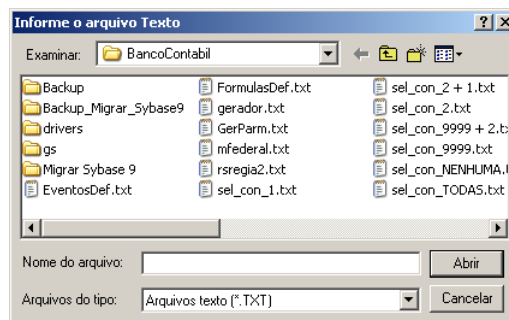 Informe o arquivo Texto
Examinar: BancoContabil
Backup
Backup_Migrar_Sybase9
drivers
gs
Migrar Sybase 9
EventosDef.txt
FormulasDef.txt
gerador.txt
GerParm.txt
mfederal.txt
rsregia2.txt
sel_con_1.txt
sel_con_2 + 1.txt
sel_con_2.txt
sel_con_9999 + 2.t
sel_con_9999.txt
sel_con_NENHUMA.
sel_con_TODAS.txt
Nome do arquivo: Abrir
Arquivos do tipo: Arquivos texto (*.TXT) Cancelar